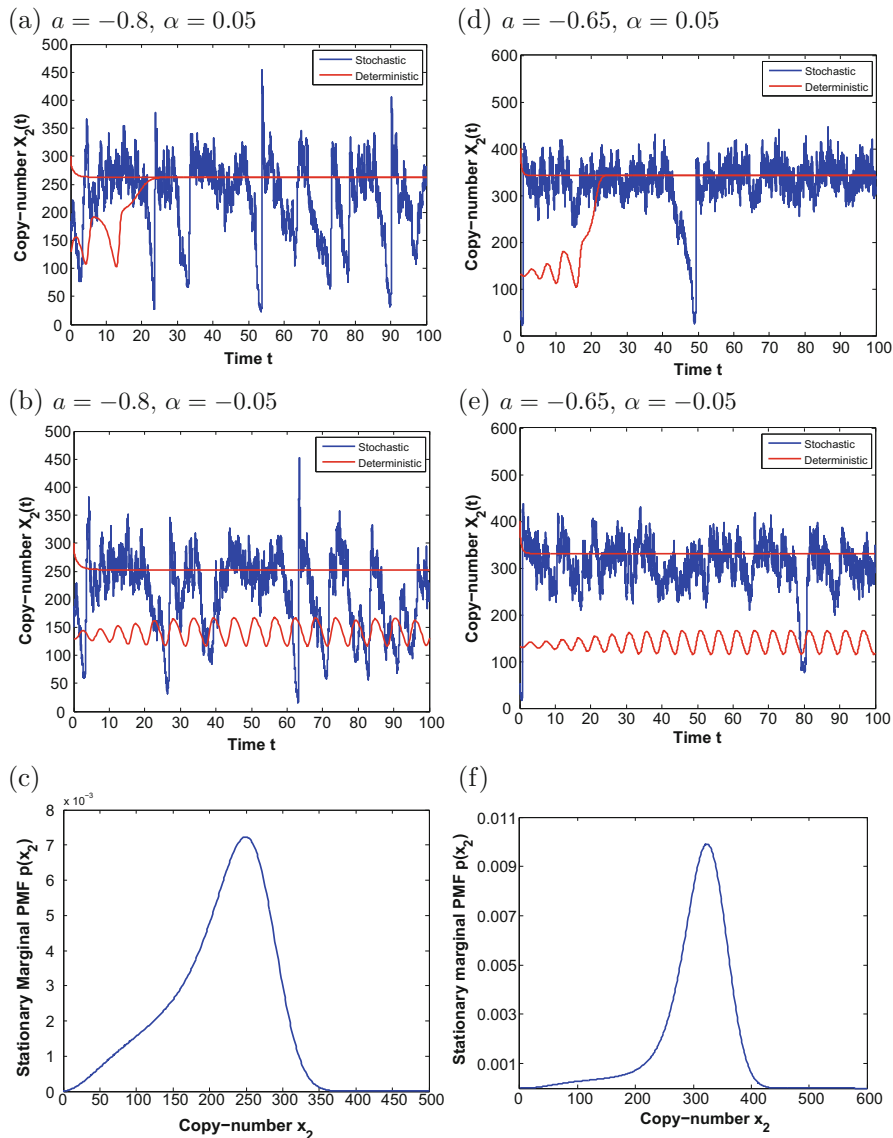 (a) a = −0.8, α = 0.05
500
450
400
350
300
250
200
150
100
50
0
Copy−number X2(t)
Stochastic
Deterministic
0 10 20 30 40 50 60 70 80 90 100
Time t
(d) a = −0.65, α = 0.05
600
500
400
300
200
100
0
Copy−number X2(t)
Stochastic
Deterministic
0 10 20 30 40 50 60 70 80 90 100
Time t
(b) a = −0.8, α = −0.05
500
450
400
350
300
250
200
150
100
50
0
Copy−number X2(t)
Stochastic
Deterministic
0 10 20 30 40 50 60 70 80 90 100
Time t
(e) a = −0.65, α = −0.05
600
500
400
300
200
100
0
Copy−number X2(t)
Stochastic
Deterministic
0 10 20 30 40 50 60 70 80 90 100
Time t
(c)
x 10−3
8
7
6
5
4
3
2
1
0
Stationary Marginal PMF p(x2)
0 50 100 150 200 250 300 350 400 450 500
Copy−number x2
(f)
0.011
0.009
0.007
0.005
0.003
0.001
Stationary marginal PMF p(x2)
0 100 200 300 400 500 600
Copy−number x2